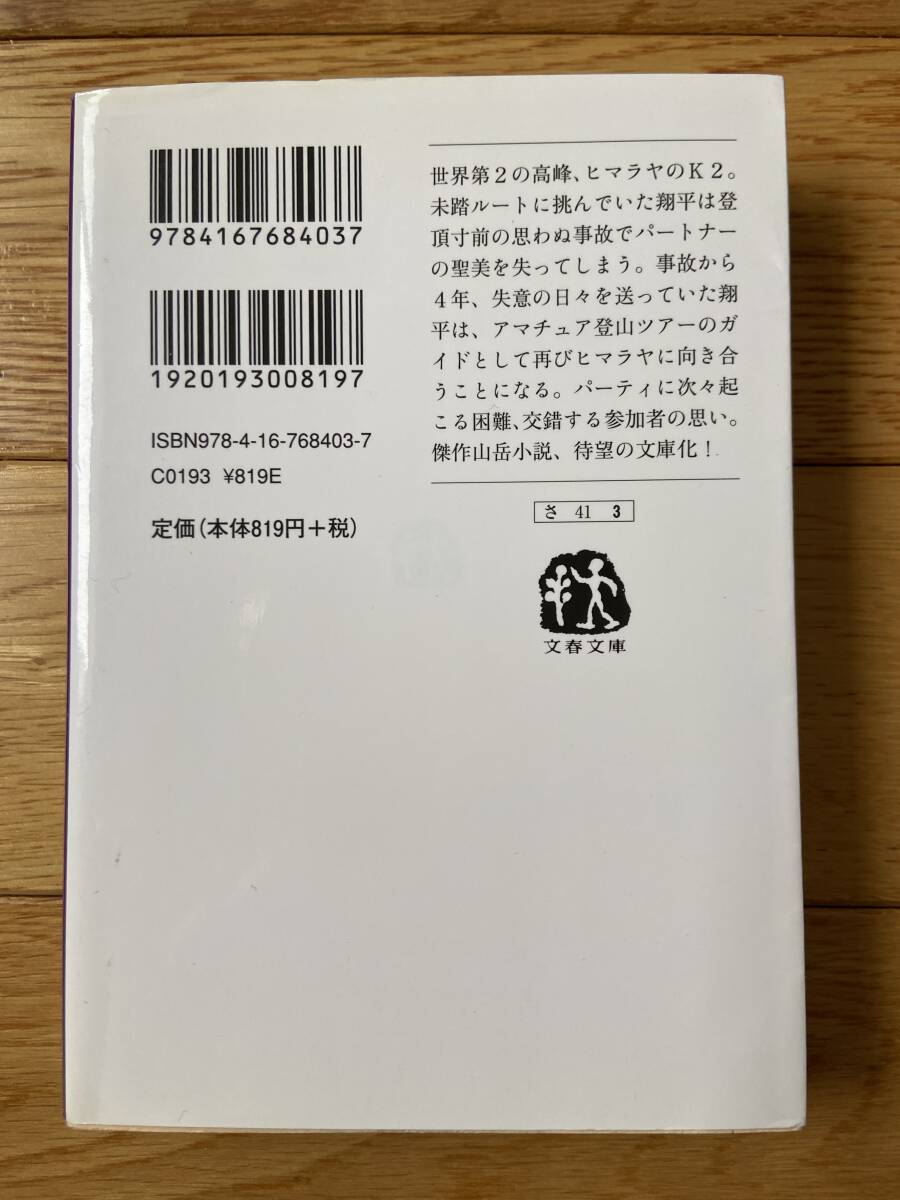 9784167684037
1920193008197
ISBN978-4-16-768403-7
C0193 ¥819E
定価(本体819円+税)
世界第2の高峰、ヒマラヤのK2。
未踏ルートに挑んでいた翔平は登
頂寸前の思わぬ事故でパートナー
の聖美を失ってしまう。事故から
4年、失意の日々を送っていた翔
平は、アマチュア登山ツアーのガ
イドとして再びヒマラヤに向き合
うことになる。パーティに次々起
こる困難、交錯する参加者の思い。
傑作山岳小説、待望の文庫化!
さ 41 3
文春文庫